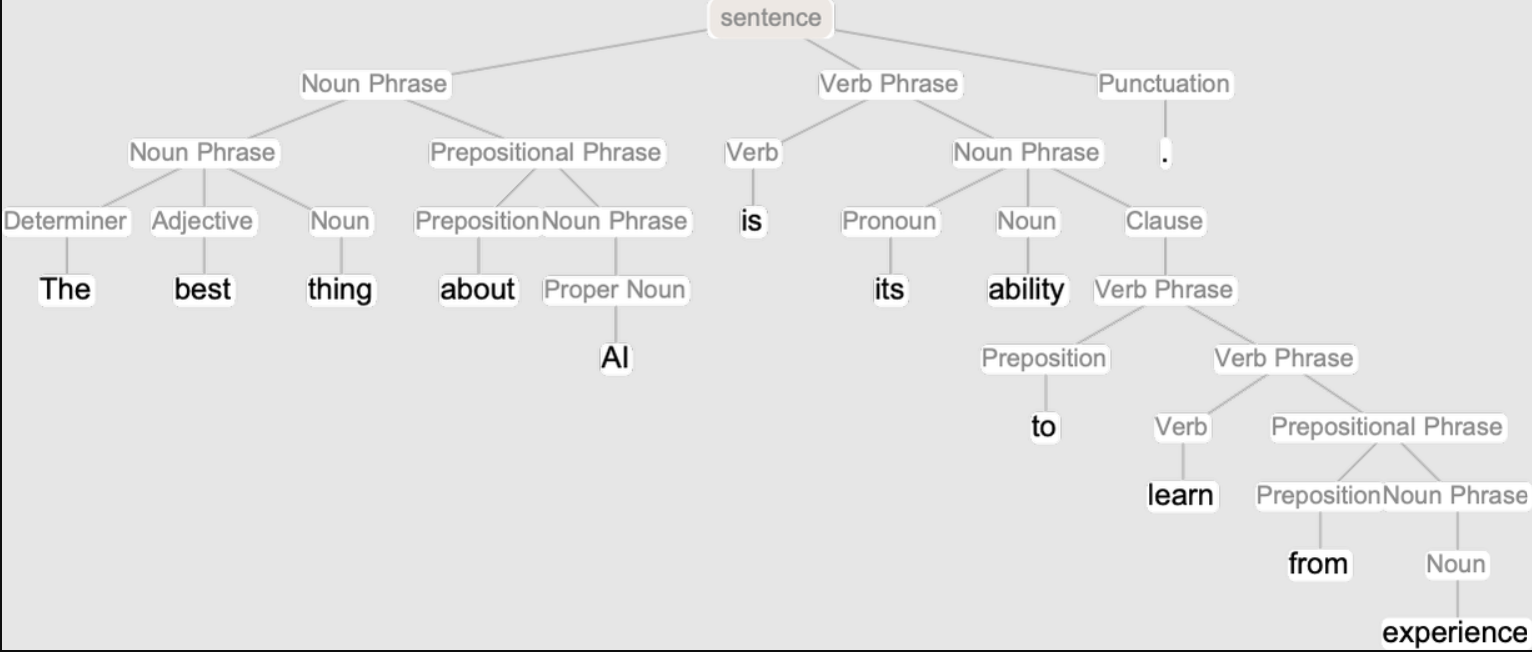 sentence
Noun Phrase Verb Phrase Punctuation
Noun Phrase Prepositional Phrase Verb Noun Phrase .
Determiner Adjective Noun Preposition Noun Phrase is Pronoun Noun Clause
The best thing about Proper Noun its ability Verb Phrase
AI Preposition Verb Phrase
to Verb Prepositional Phrase
learn Preposition Noun Phrase
from Noun
experience